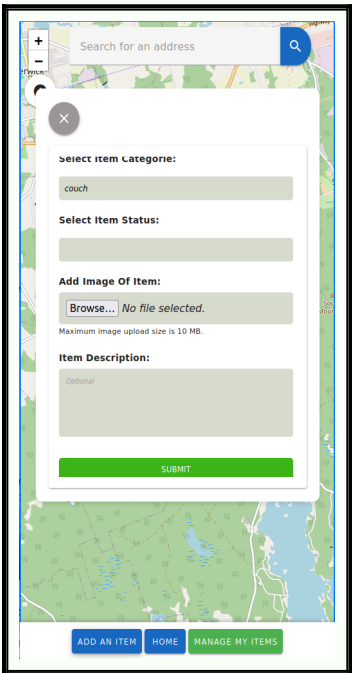 +
Search for an address
−
×
Select Item Categorie:
couch
Select Item Status:
Add Image Of Item:
Browse... No file selected.
Maximum image upload size is 10 MB.
Item Description:
Optional
SUBMIT
ADD AN ITEM HOME MANAGE MY ITEMS